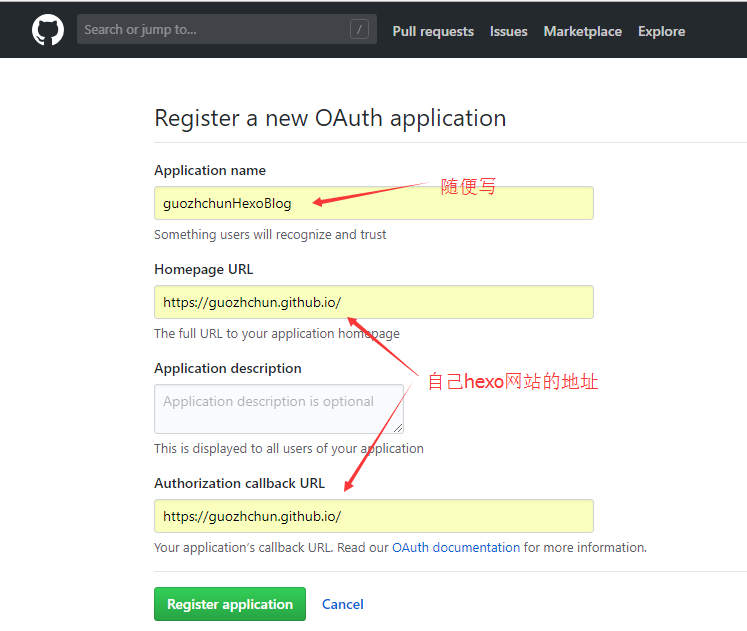 Search or jump to... / Pull requests Issues Marketplace Explore
Register a new OAuth application
Application name
随便写
guozhchunHexoBlog
Something users will recognize and trust
Homepage URL
https://guozhchun.github.io/
The full URL to your application homepage
Application description
自己hexo网站的地址
Application description is optional
This is displayed to all users of your application
Authorization callback URL
https://guozhchun.github.io/
Your application's callback URL. Read our OAuth documentation for more information.
Register application Cancel